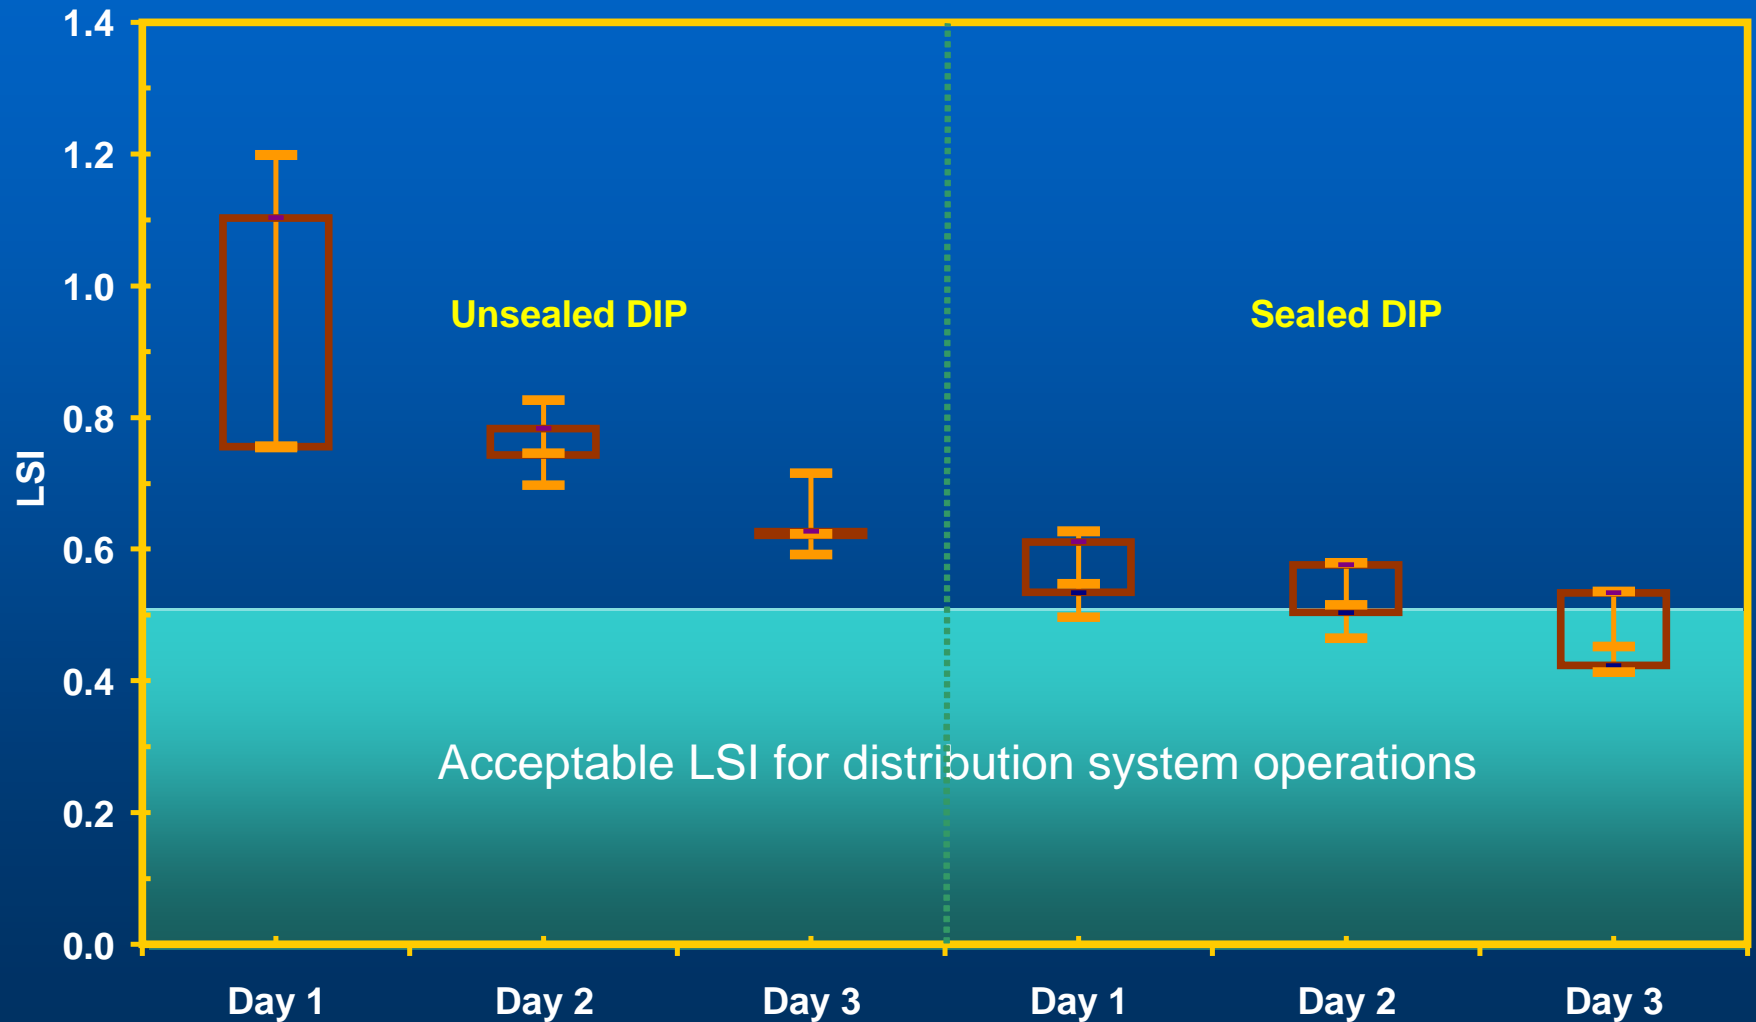 1.4
1.2
1.0
0.8
0.6
0.4
0.2
0.0
LSI
Unsealed DIP
Sealed DIP
Acceptable LSI for distribution system operations
Day 1
Day 2
Day 3
Day 1
Day 2
Day 3